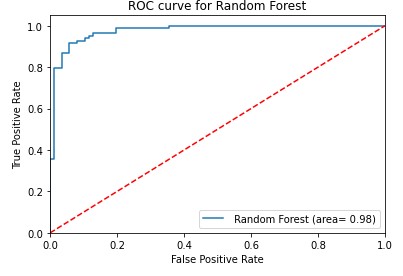 ROC curve for Random Forest
1.0
0.8
0.6
0.4
0.2
0.0
True Positive Rate
Random Forest (area= 0.98)
0.0 0.2 0.4 0.6 0.8 1.0
False Positive Rate